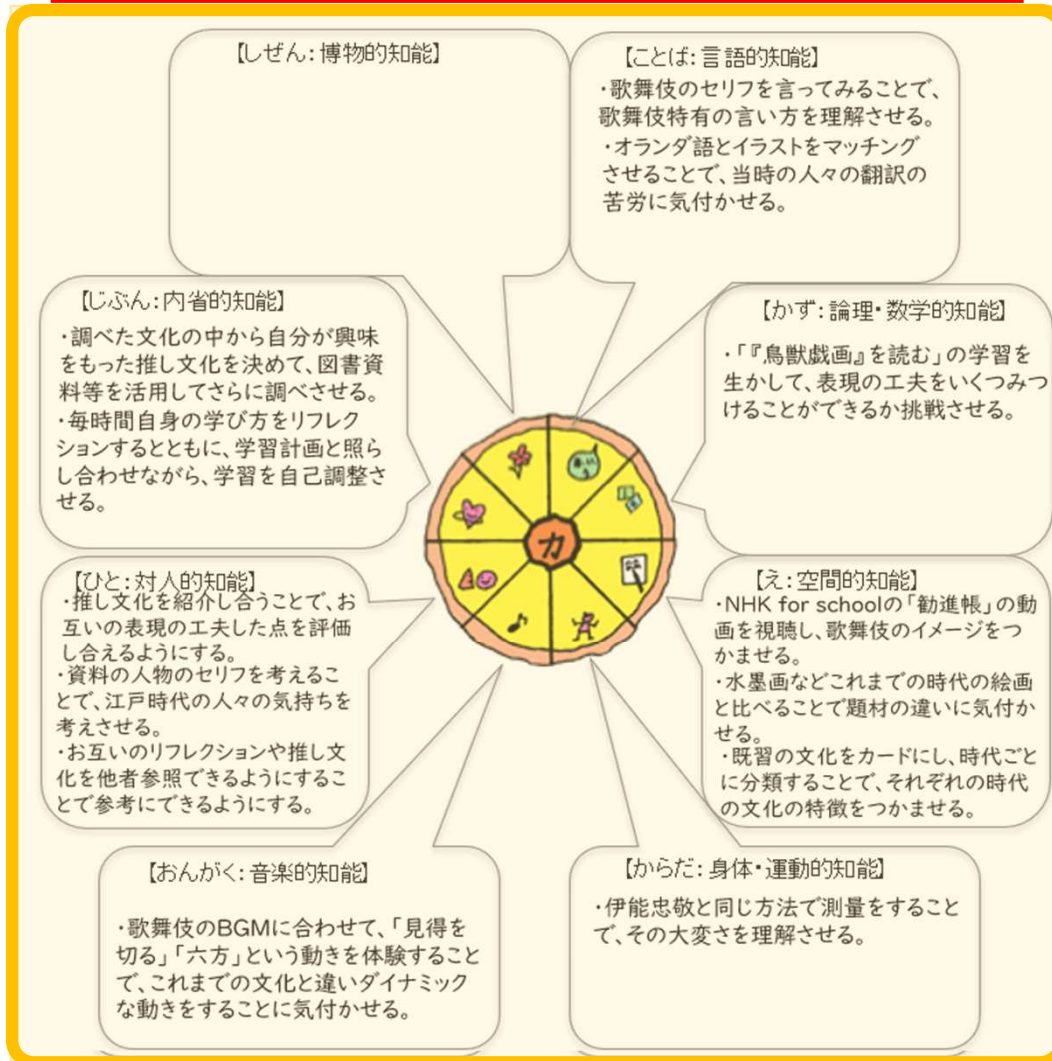 【しぜん:博物的知能】
【ことば:言語的知能】
・歌舞伎のセリフを言ってみることで、
歌舞伎特有の言い方を理解させる。
・オランダ語とイラストをマッチング
させることで、当時の人々の翻訳の
苦労に気付かせる。
【じぶん:内省的知能】
・調べた文化の中から自分が興味
をもった推し文化を決めて、図書資
料等を活用してさらに調べさせる。
・毎時間自身の学び方をリフレク
ションするとともに、学習計画と照ら
し合わせながら、学習を自己調整さ
せる。
【かず:論理・数学的知能】
・「『鳥獣戯画』を読む」の学習を
生かして、表現の工夫をいくつみつ
けることができるか挑戦させる。
力
【ひと:対人的知能】
・推し文化を紹介し合うことで、お
互いの表現の工夫した点を評価
し合えるようにする。
・資料の人物のセリフを考えるこ
とで、江戸時代の人々の気持ちを
考えさせる。
・お互いのリフレクションや推し文
化を他者参照できるようにするこ
とで参考にできるようにする。
【え:空間的知能】
・NHK for schoolの「勧進帳」の動
画を視聴し、歌舞伎のイメージをつ
かませる。
・水墨画などこれまでの時代の絵画
と比べることで題材の違いに気付か
せる。
・既習の文化をカードにし、時代ごと
に分類することで、それぞれの時代
の文化の特徴をつかませる。
【おんがく:音楽的知能】
・歌舞伎のBGMに合わせて、「見得を
切る」「六方」という動きを体験すること
で、これまでの文化と違いダイナミック
な動きをすることに気付かせる。
【からだ:身体・運動的知能】
・伊能忠敬と同じ方法で測量をすること
で、その大変さを理解させる。